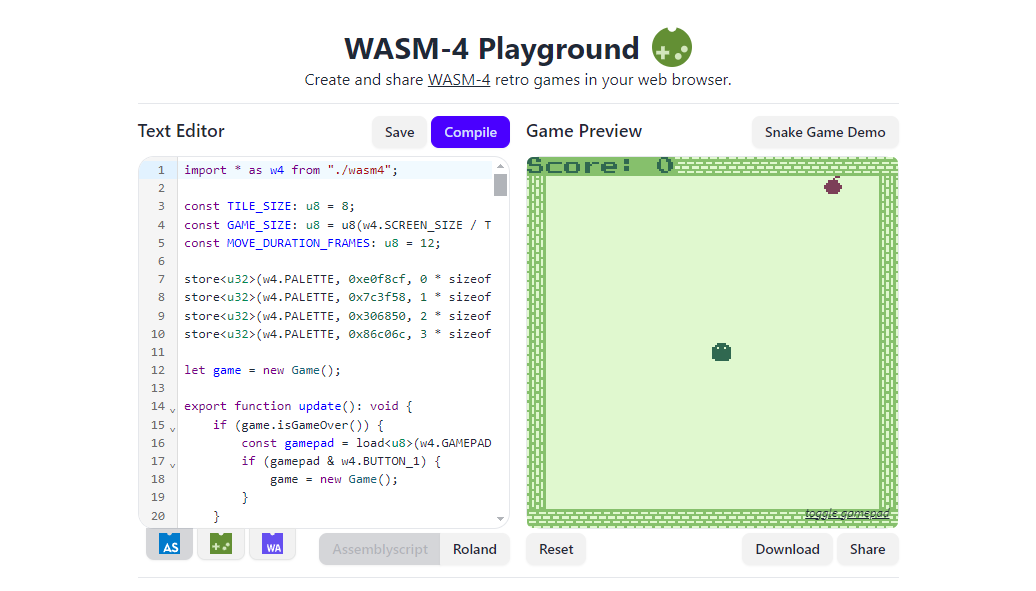 WASM-4 Playground
Create and share WASM-4 retro games in your web browser.
Text Editor
Save
Compile
Game Preview
Snake Game Demo
1 import * as w4 from "./wasm4";
2
3 const TILE_SIZE: u8 = 8;
4 const GAME_SIZE: u8 = u8(w4.SCREEN_SIZE / T
5 const MOVE_DURATION_FRAMES: u8 = 12;
6
7 store<u32>(w4.PALETTE, 0xe0f8cf, 0 * sizeof
8 store<u32>(w4.PALETTE, 0x7c3f58, 1 * sizeof
9 store<u32>(w4.PALETTE, 0x306850, 2 * sizeof
10 store<u32>(w4.PALETTE, 0x86c06c, 3 * sizeof
11
12 let game = new Game();
13
14 export function update(): void {
15 if (game.isGameOver()) {
16 const gamepad = load<u8>(w4.GAMEPAD
17 if (gamepad & w4.BUTTON_1) {
18 game = new Game();
19 }
20 }
Score: 0
toggle gamepad
AS
WA
Assemblyscript
Roland
Reset
Download
Share